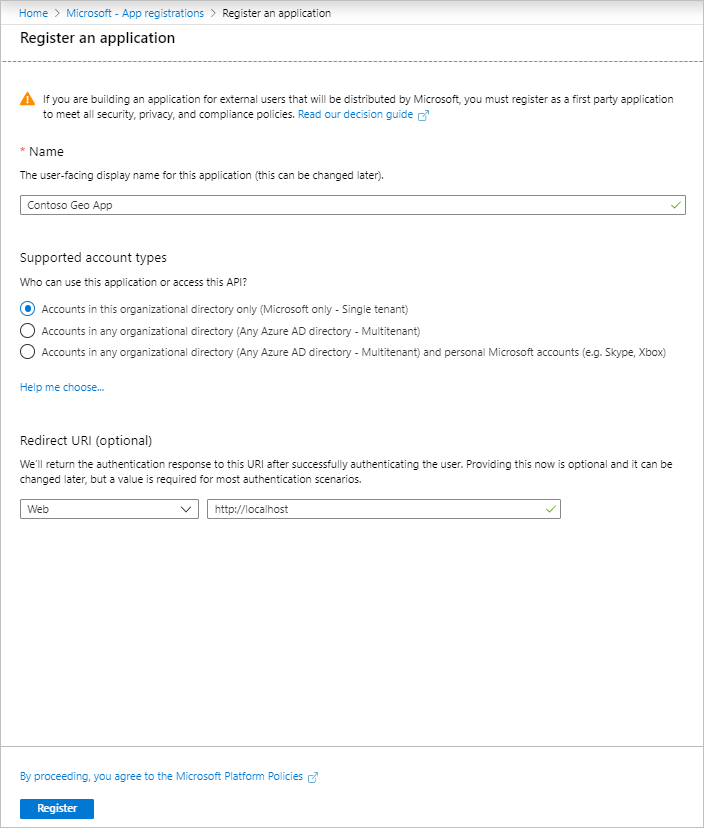 Home > Microsoft - App registrations > Register an application
Register an application
If you are building an application for external users that will be distributed by Microsoft, you must register as a first party application
to meet all security, privacy, and compliance policies. Read our decision guide
* Name
The user-facing display name for this application (this can be changed later).
Contoso Geo App
Supported account types
Who can use this application or access this API?
Accounts in this organizational directory only (Microsoft only - Single tenant)
Accounts in any organizational directory (Any Azure AD directory - Multitenant)
Accounts in any organizational directory (Any Azure AD directory - Multitenant) and personal Microsoft accounts (e.g. Skype, Xbox)
Help me choose...
Redirect URI (optional)
We'll return the authentication response to this URI after successfully authenticating the user. Providing this now is optional and it can be
changed later, but a value is required for most authentication scenarios.
Web http://localhost
By proceeding, you agree to the Microsoft Platform Policies
Register